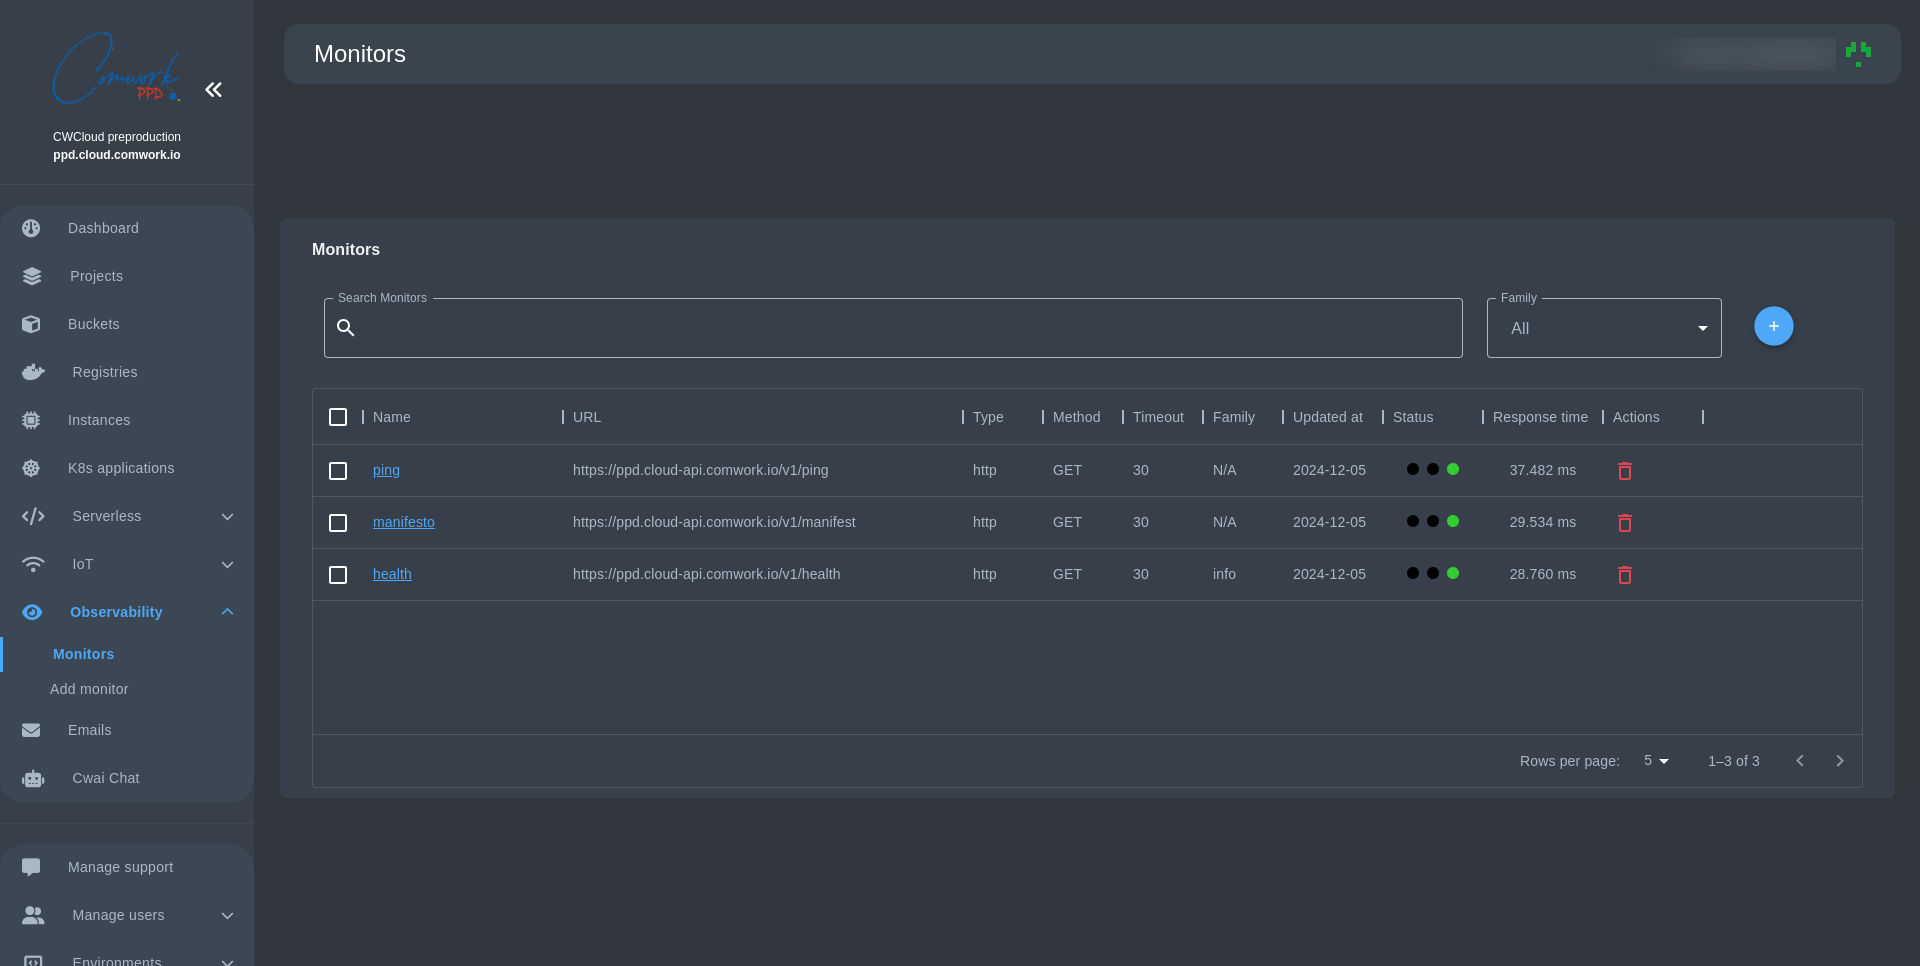 Comwork
PPD
CWCloud preproduction
ppd.cloud.comwork.io
Dashboard
Projects
Buckets
Registries
Instances
K8s applications
Serverless
IoT
Observability
Monitors
Add monitor
Emails
Cwai Chat
Manage support
Manage users
Environments
Monitors
Monitors
Search Monitors
Family
All
Name URL Type Method Timeout Family Updated at Status Response time Actions
ping https://ppd.cloud-api.comwork.io/v1/ping http GET 30 N/A 2024-12-05 37.482 ms
manifesto https://ppd.cloud-api.comwork.io/v1/manifest http GET 30 N/A 2024-12-05 29.534 ms
health https://ppd.cloud-api.comwork.io/v1/health http GET 30 info 2024-12-05 28.760 ms
Rows per page: 5 1–3 of 3